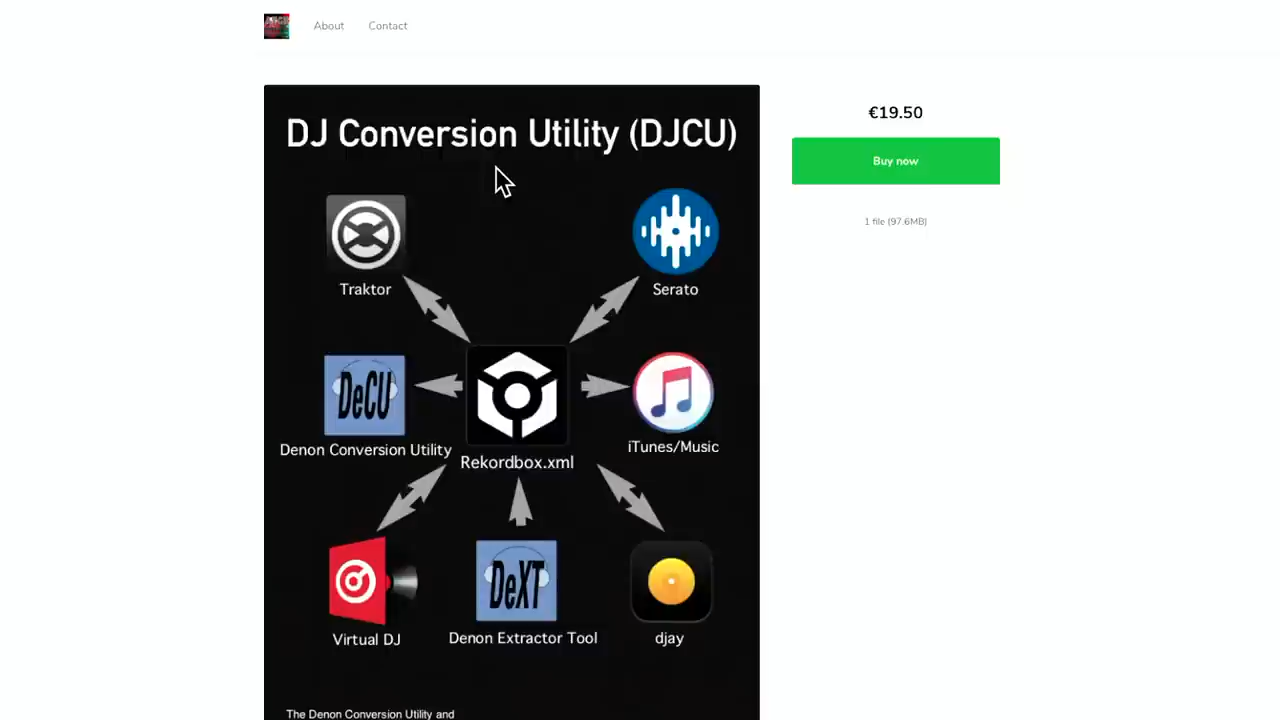 About Contact
DJ Conversion Utility (DJCU)
€19.50
Buy now
1 file (97.6MB)
Traktor
Serato
DeCU
Denon Conversion Utility
Rekordbox.xml
iTunes/Music
Virtual DJ
DeXT
Denon Extractor Tool
djay
The Denon Conversion Utility and